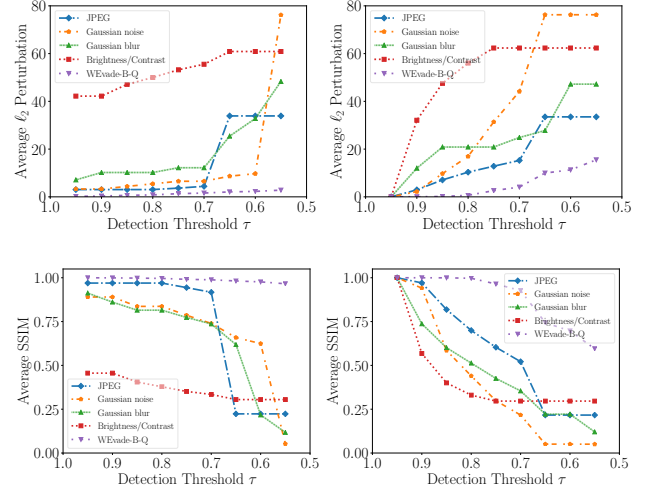 80
60
40
20
0
Average ℓ2 Perturbation
JPEG
Gaussian noise
Gaussian blur
Brightness/Contrast
WEvade-B-Q
1.0 0.9 0.8 0.7 0.6 0.5
Detection Threshold τ
80
60
40
20
0
Average ℓ2 Perturbation
JPEG
Gaussian noise
Gaussian blur
Brightness/Contrast
WEvade-B-Q
1.0 0.9 0.8 0.7 0.6 0.5
Detection Threshold τ
1.00
0.75
0.50
0.25
0.00
Average SSIM
JPEG
Gaussian noise
Gaussian blur
Brightness/Contrast
WEvade-B-Q
1.0 0.9 0.8 0.7 0.6 0.5
Detection Threshold τ
1.00
0.75
0.50
0.25
0.00
Average SSIM
JPEG
Gaussian noise
Gaussian blur
Brightness/Contrast
WEvade-B-Q
1.0 0.9 0.8 0.7 0.6 0.5
Detection Threshold τ